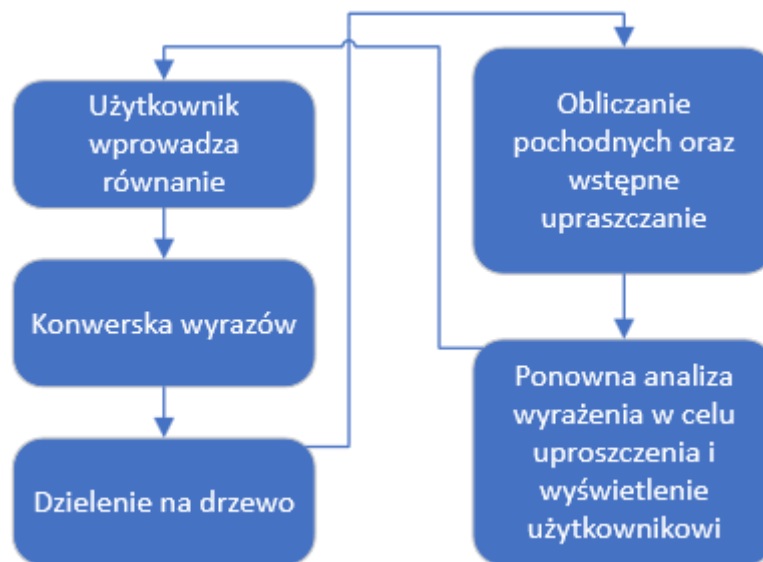 Użytkownik
wprowadza
równanie
Konwerska wyrazów
Dzielenie na drzewo
Obliczanie
pochodnych oraz
wstępne
upraszczanie
Ponowna analiza
wyrażenia w celu
uproszczenia i
wyświetlenie
użytkownikowi